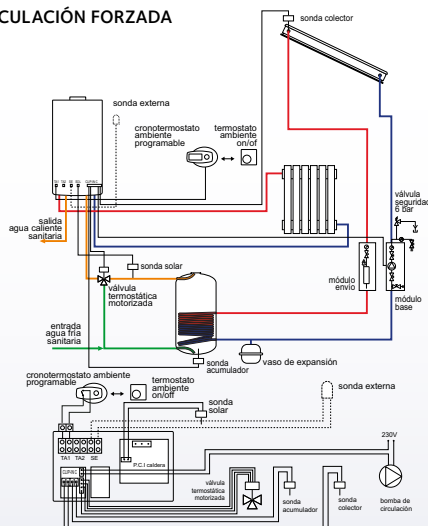 CULACIÓN FORZADA
sonda colector
sonda externa
cronotermostato
ambiente
programable
termostato
ambiente
on/of
TA1 TA2 SE
salida
agua caliente
sanitaria
válvula
seguridad
6 bar
sonda solar
válvula
termostática
motorizada
módulo
envío
módulo
base
entrada
agua fría
sanitaria
sonda
acumulador
vaso de expansión
cronotermostato ambiente
programable
termostato
ambiente
on/off
sonda
solar
sonda externa
TA1 TA2 SE
P.C.I caldera
230V
válvula
termostática
motorizada
sonda
acumulador
sonda
colector
bomba de
circulación